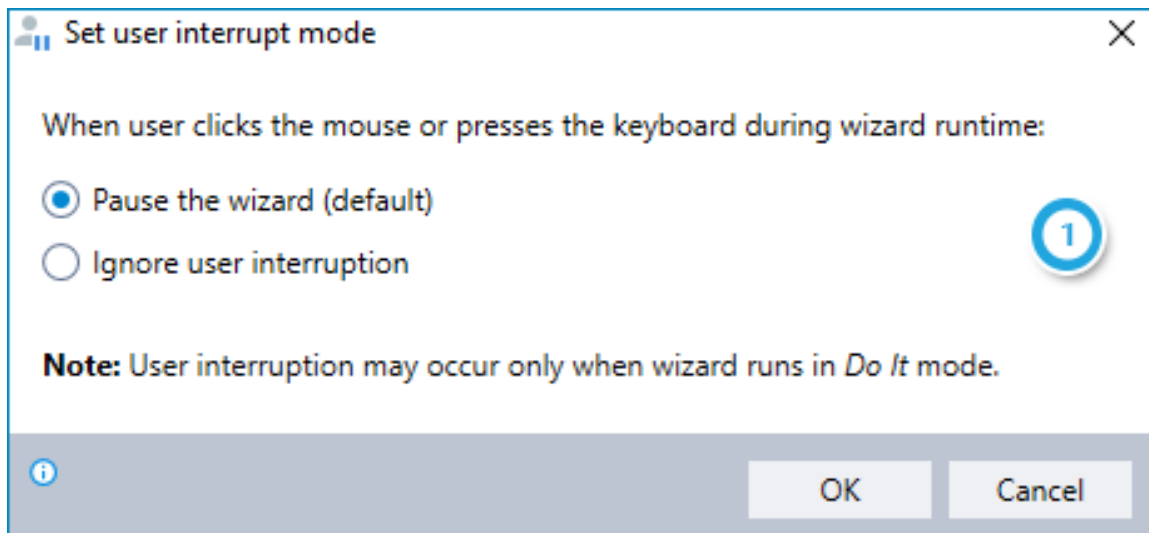 Set user interrupt mode
When user clicks the mouse or presses the keyboard during wizard runtime:
Pause the wizard (default)
1
Ignore user interruption
Note: User interruption may occur only when wizard runs in Do It mode.
OK Cancel